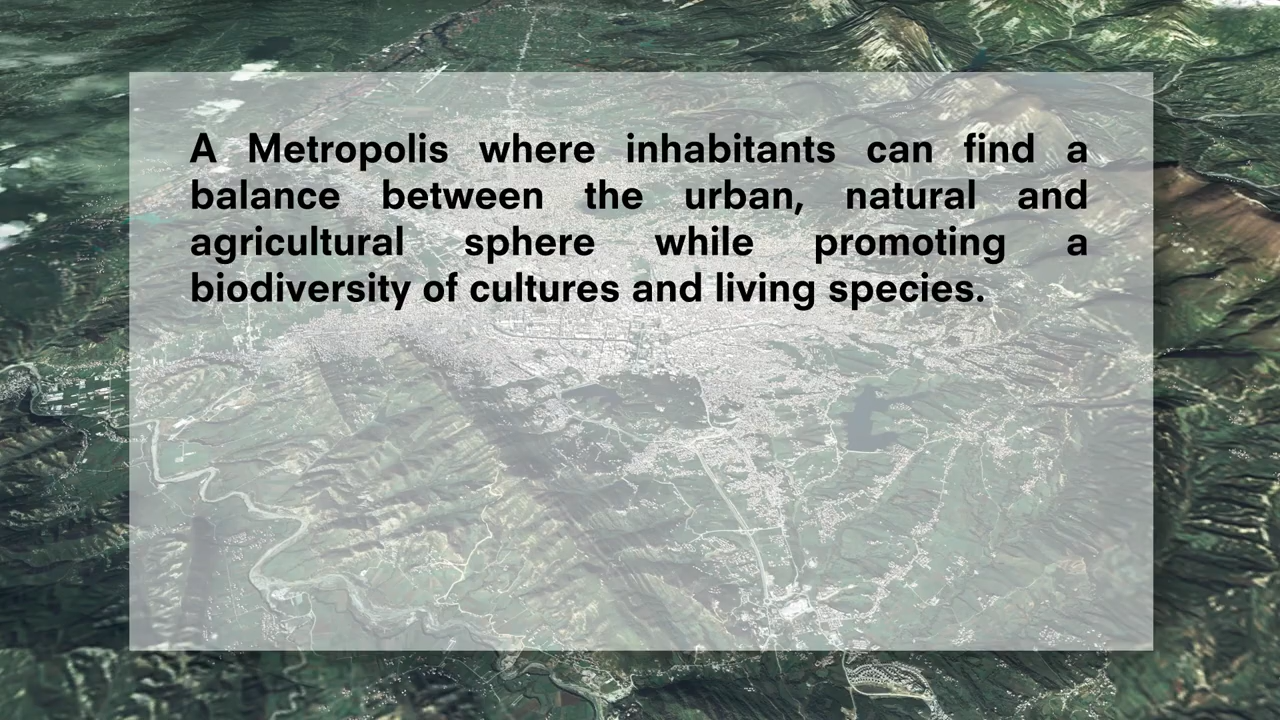 A Metropolis where inhabitants can find a
balance between the urban, natural and
agricultural sphere while promoting a
biodiversity of cultures and living species.